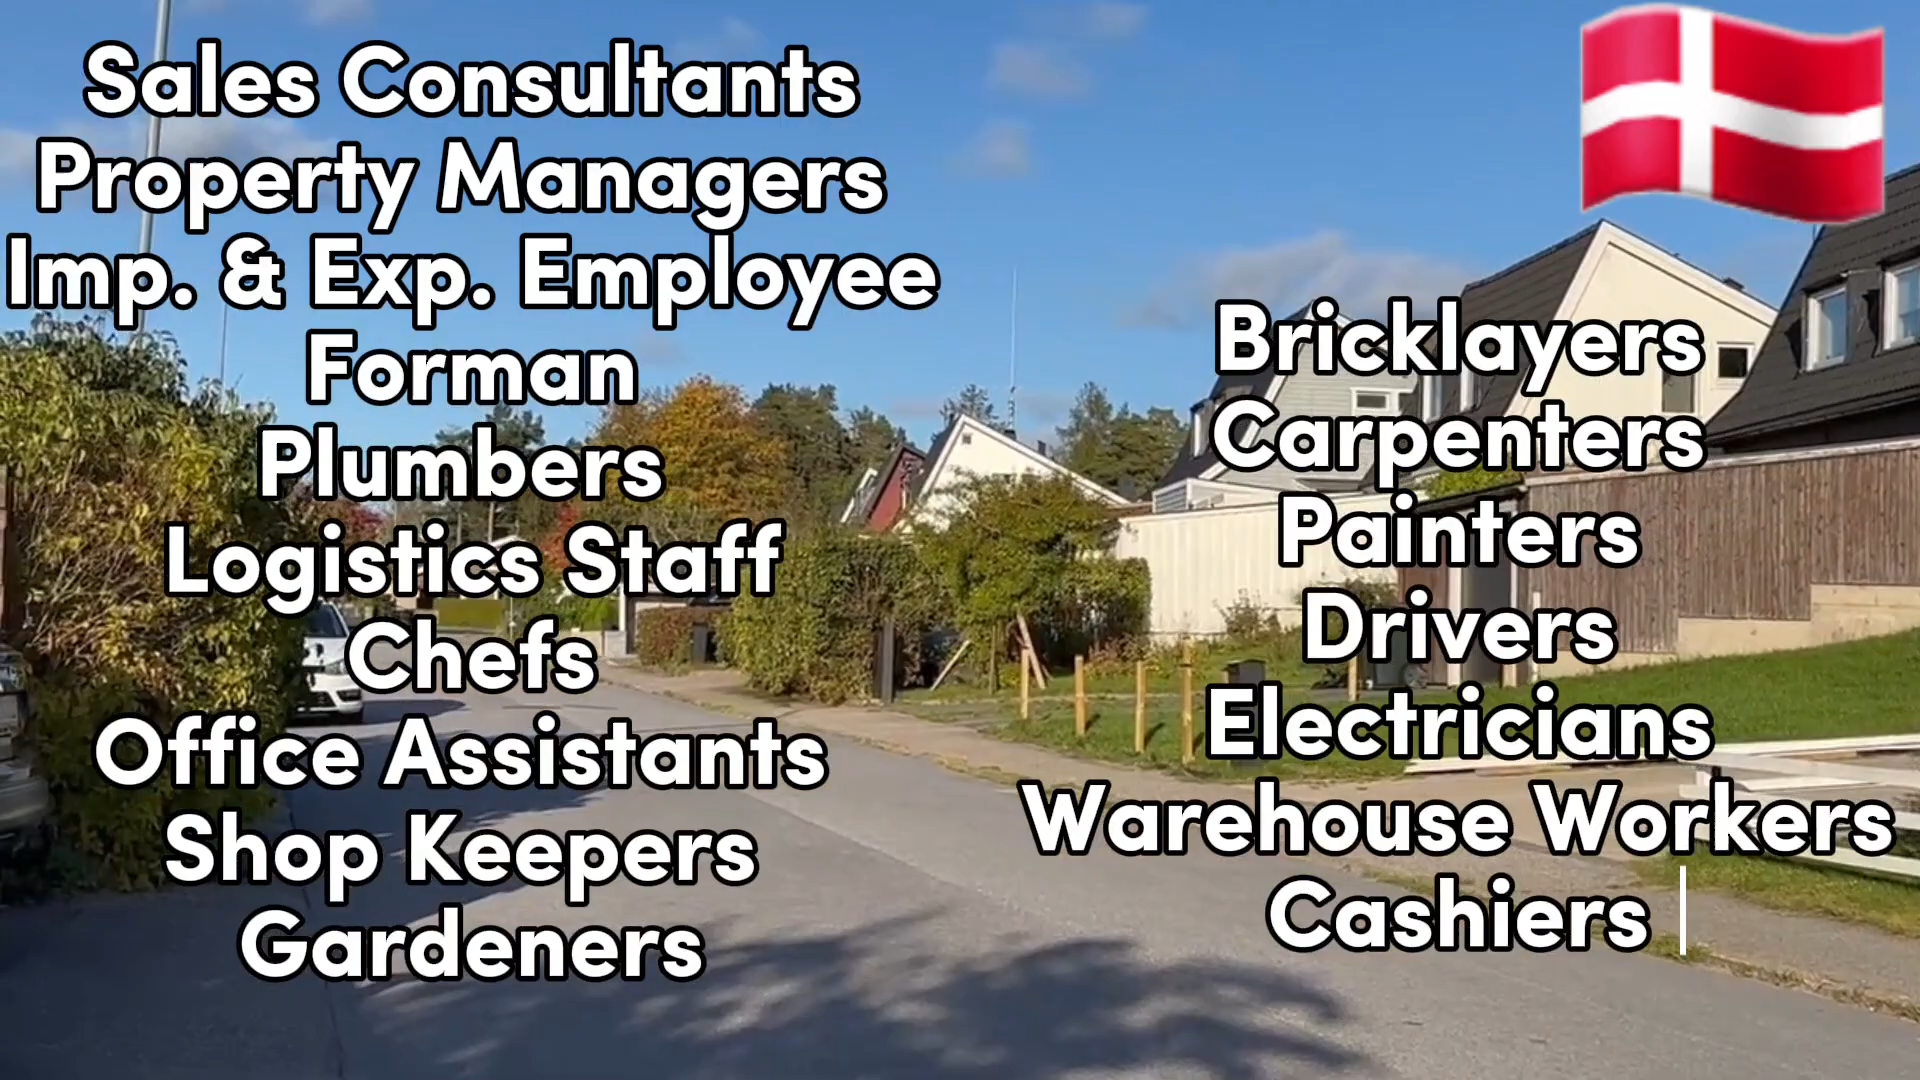 Sales Consultants
Property Managers
Imp. & Exp. Employee
Forman
Plumbers
Logistics Staff
Chefs
Office Assistants
Shop Keepers
Gardeners
Bricklayers
Carpenters
Painters
Drivers
Electricians
Warehouse Workers
Cashiers |